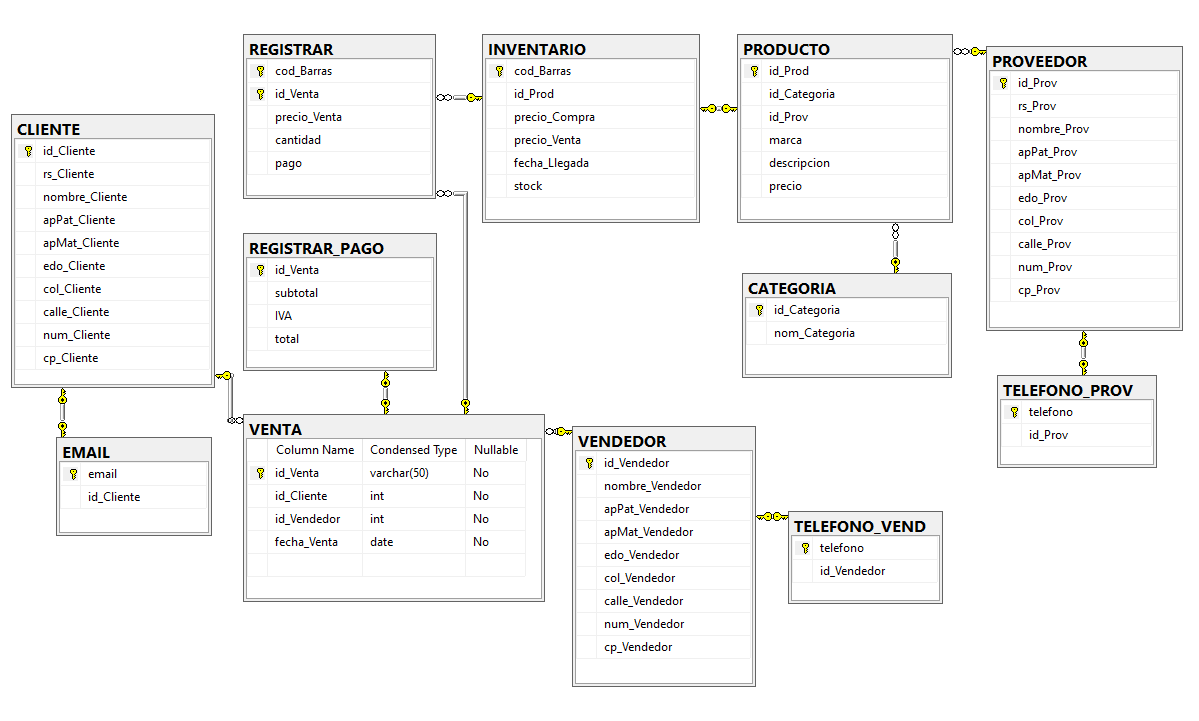 REGISTRAR
cod_Barras
id_Venta
precio_Venta
cantidad
pago
INVENTARIO
cod_Barras
id_Prod
precio_Compra
precio_Venta
fecha_Llegada
stock
PRODUCTO
id_Prod
id_Categoria
id_Prov
marca
descripcion
precio
PROVEEDOR
id_Prov
rs_Prov
nombre_Prov
apPat_Prov
apMat_Prov
edo_Prov
col_Prov
calle_Prov
num_Prov
cp_Prov
CLIENTE
id_Cliente
rs_Cliente
nombre_Cliente
apPat_Cliente
apMat_Cliente
edo_Cliente
col_Cliente
calle_Cliente
num_Cliente
cp_Cliente
REGISTRAR_PAGO
id_Venta
subtotal
IVA
total
CATEGORIA
id_Categoria
nom_Categoria
TELEFONO_PROV
telefono
id_Prov
EMAIL
email
id_Cliente
VENTA
Column Name Condensed Type Nullable
id_Venta varchar(50) No
id_Cliente int No
id_Vendedor int No
fecha_Venta date No
VENDEDOR
id_Vendedor
nombre_Vendedor
apPat_Vendedor
apMat_Vendedor
edo_Vendedor
col_Vendedor
calle_Vendedor
num_Vendedor
cp_Vendedor
TELEFONO_VEND
telefono
id_Vendedor